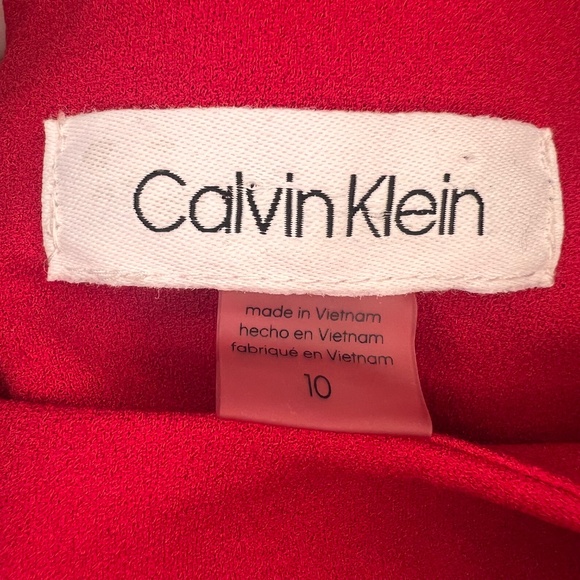 Calvin Klein
made in Vietnam
hecho en Vietnam
fabriqué en Vietnam
10